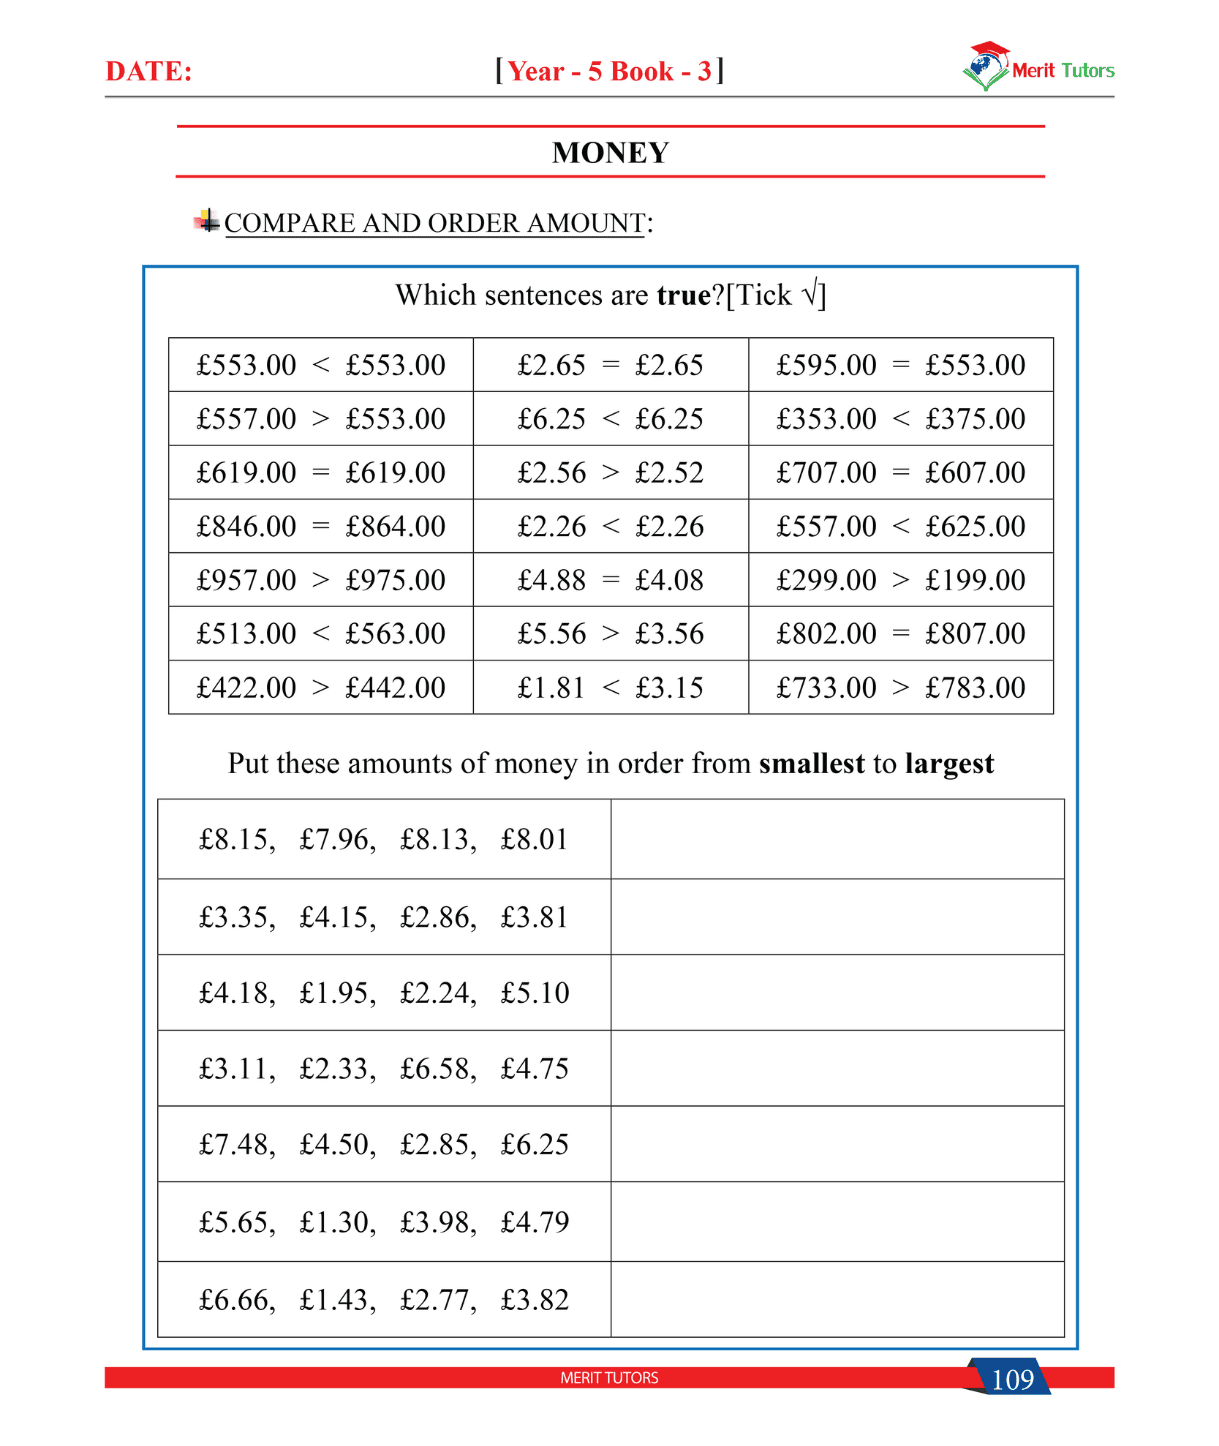 DATE:
[Year - 5 Book - 3]
Merit Tutors
MONEY
COMPARE AND ORDER AMOUNT:
Which sentences are true?[Tick √]
£553.00 < £553.00 £2.65 = £2.65 £595.00 = £553.00
£557.00 > £553.00 £6.25 < £6.25 £353.00 < £375.00
£619.00 = £619.00 £2.56 > £2.52 £707.00 = £607.00
£846.00 = £864.00 £2.26 < £2.26 £557.00 < £625.00
£957.00 > £975.00 £4.88 = £4.08 £299.00 > £199.00
£513.00 < £563.00 £5.56 > £3.56 £802.00 = £807.00
£422.00 > £442.00 £1.81 < £3.15 £733.00 > £783.00
Put these amounts of money in order from smallest to largest
£8.15, £7.96, £8.13, £8.01
£3.35, £4.15, £2.86, £3.81
£4.18, £1.95, £2.24, £5.10
£3.11, £2.33, £6.58, £4.75
£7.48, £4.50, £2.85, £6.25
£5.65, £1.30, £3.98, £4.79
£6.66, £1.43, £2.77, £3.82
MERIT TUTORS
109